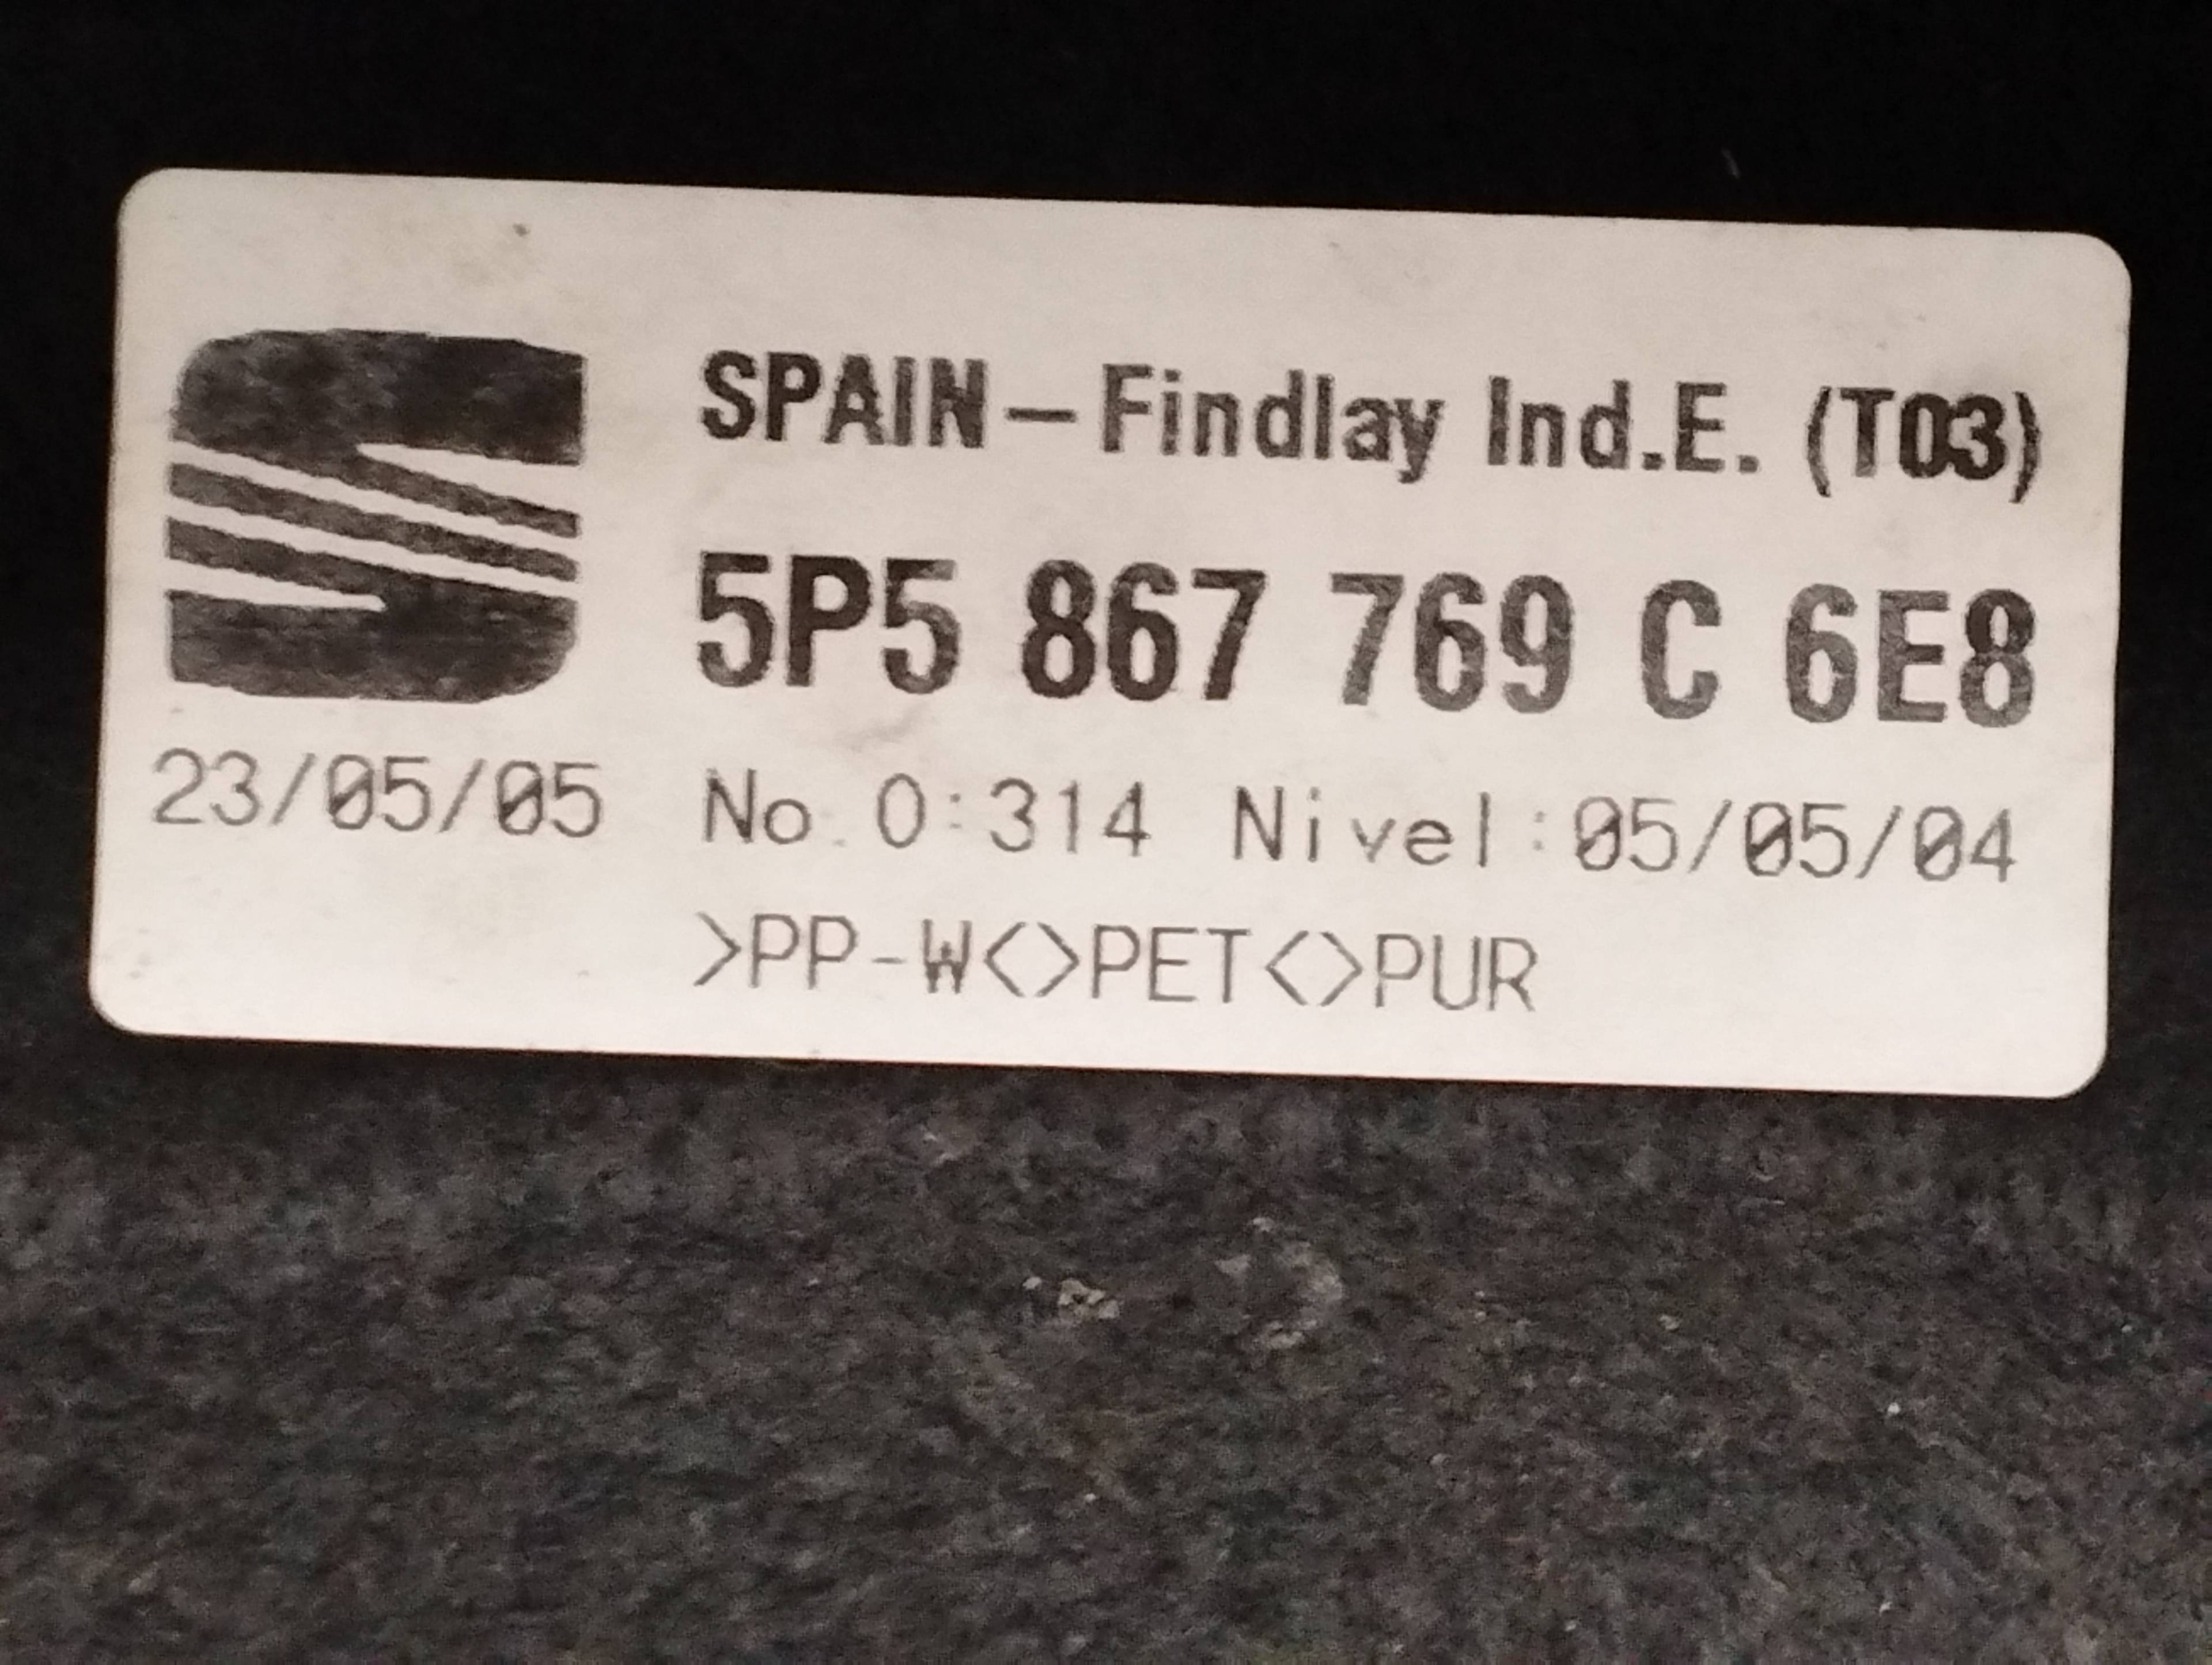 SPAIN – Findlay Ind.E. (T03)
5P5 867 769 C 6E8
23/05/05 No.O:314 Nivel:05/05/04
>PP-W<>PET<>PUR